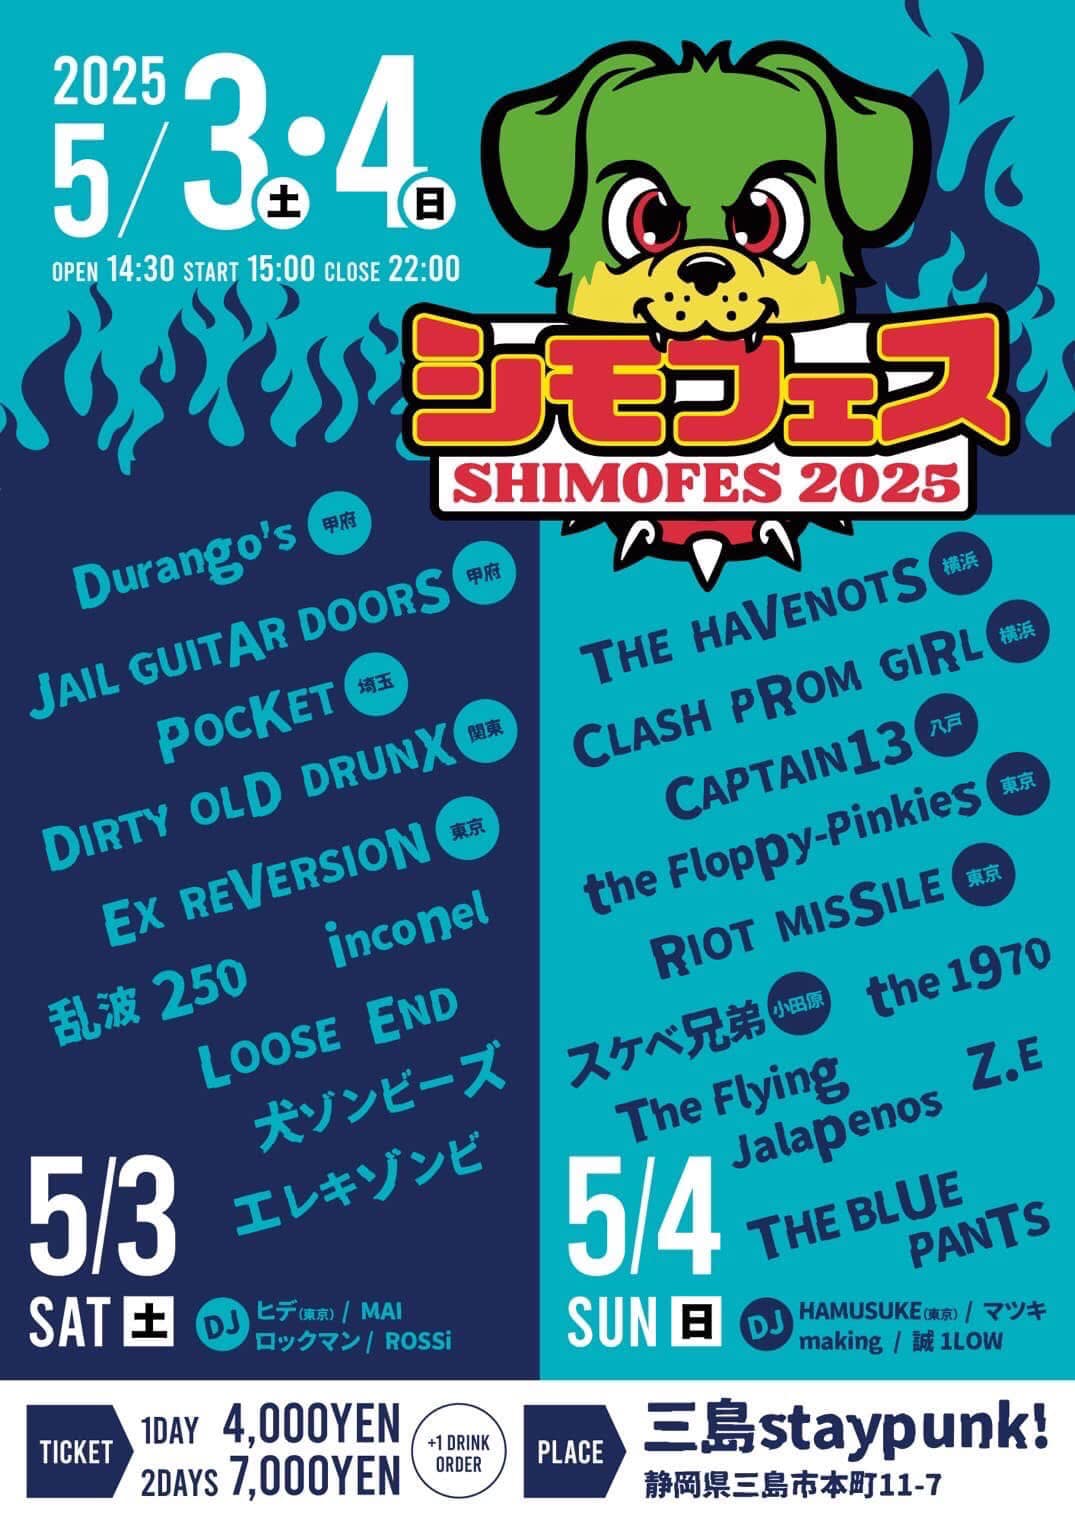 2025
5/3・4
土 日
OPEN 14:30 START 15:00 CLOSE 22:00
シモフェス
SHIMOFES 2025
Durango's 甲府
JAIL GUITAR DOORS 甲府
POCKET 埼玉
DIRTY OLD DRUNX 関東
EX REVERSION 東京
inconel
乱波 250
LOOSE END
犬ゾンビーズ
エレキゾンビ
5/3
SAT 土
DJ ヒデ(東京) / MAI
ロックマン / ROSSi
THE HAVENOTS 横浜
CLASH PROM GIRL 横浜
CAPTAIN13 八戸
the Floppy-Pinkies 東京
RIOT MISSILE 東京
スケベ兄弟 小田原
the 1970
The Flying
Jalapenos
Z.E
THE BLUE
PANTS
5/4
SUN 日
DJ HAMUSUKE(東京) / マツキ
making / 誠 1LOW
TICKET
1DAY 4,000YEN
2DAYS 7,000YEN
+1 DRINK
ORDER
PLACE
三島staypunk!
静岡県三島市本町11-7